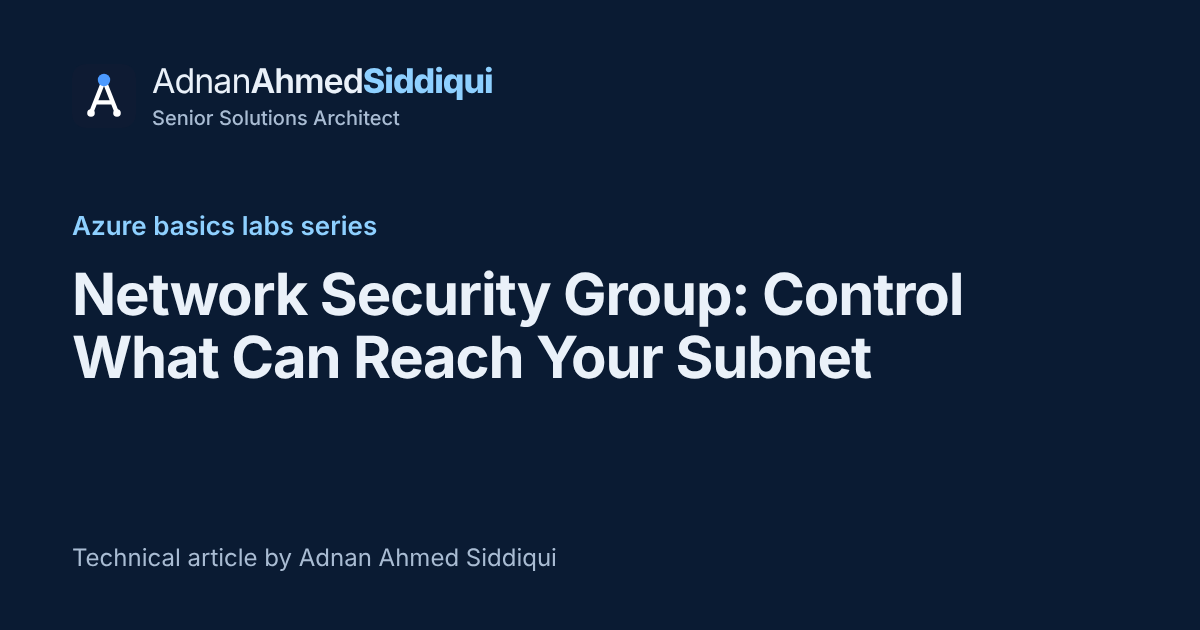 AdnanAhmedSiddiqui
Senior Solutions Architect
Azure basics labs series
Network Security Group: Control
What Can Reach Your Subnet
Technical article by Adnan Ahmed Siddiqui